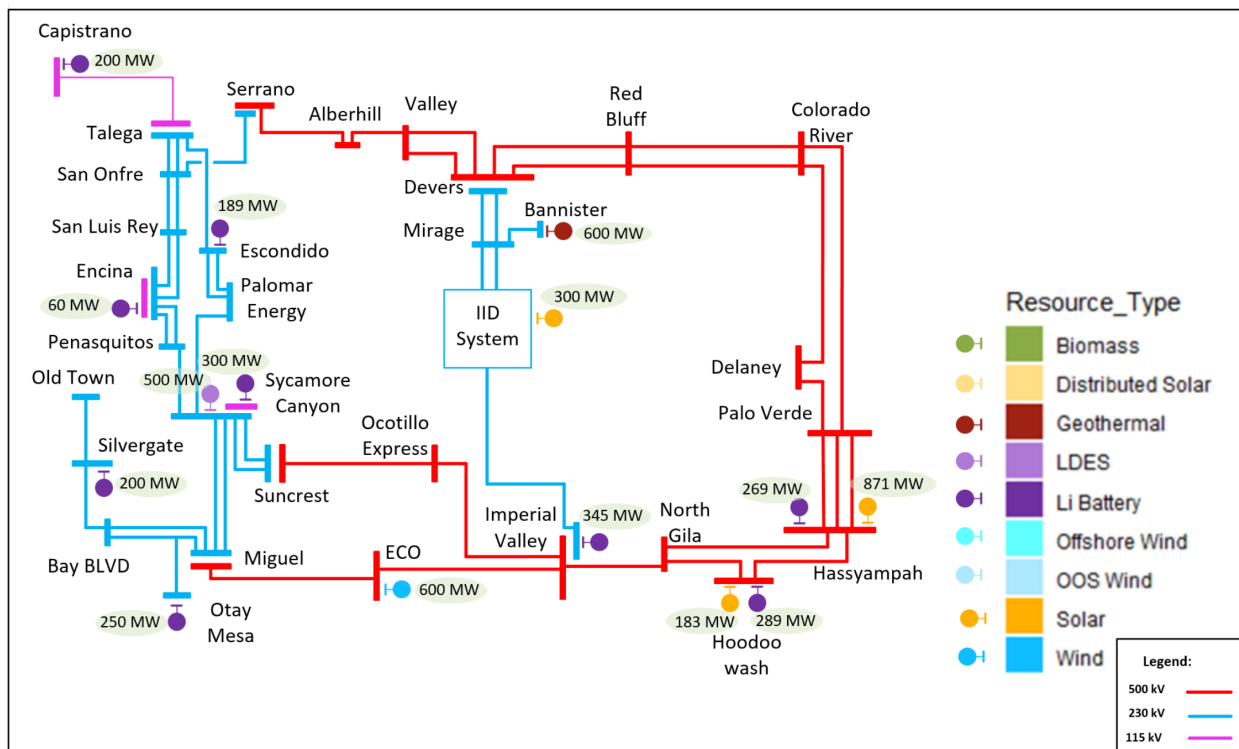 Capistrano
200 MW
Serrano
Alberhill
Valley
Red
Bluff
Colorado
River
Talega
San Onfre
Devers
189 MW
Bannister
600 MW
San Luis Rey
Escondido
Mirage
Encina
Palomar
Energy
60 MW
IID
System
300 MW
Penasquitos
Resource_Type
Biomass
Distributed Solar
Geothermal
LDES
Li Battery
Offshore Wind
OOS Wind
Solar
Wind
300 MW
500 MW
Sycamore
Canyon
Old Town
Delaney
Palo Verde
Silvergate
200 MW
Ocotillo
Express
Suncrest
269 MW
871 MW
Imperial
Valley
345 MW
North
Gila
Hassyampah
Bay BLVD
Miguel
ECO
600 MW
250 MW
Otay
Mesa
183 MW
289 MW
Hoodoo
wash
Legend:
500 kV
230 kV
115 kV